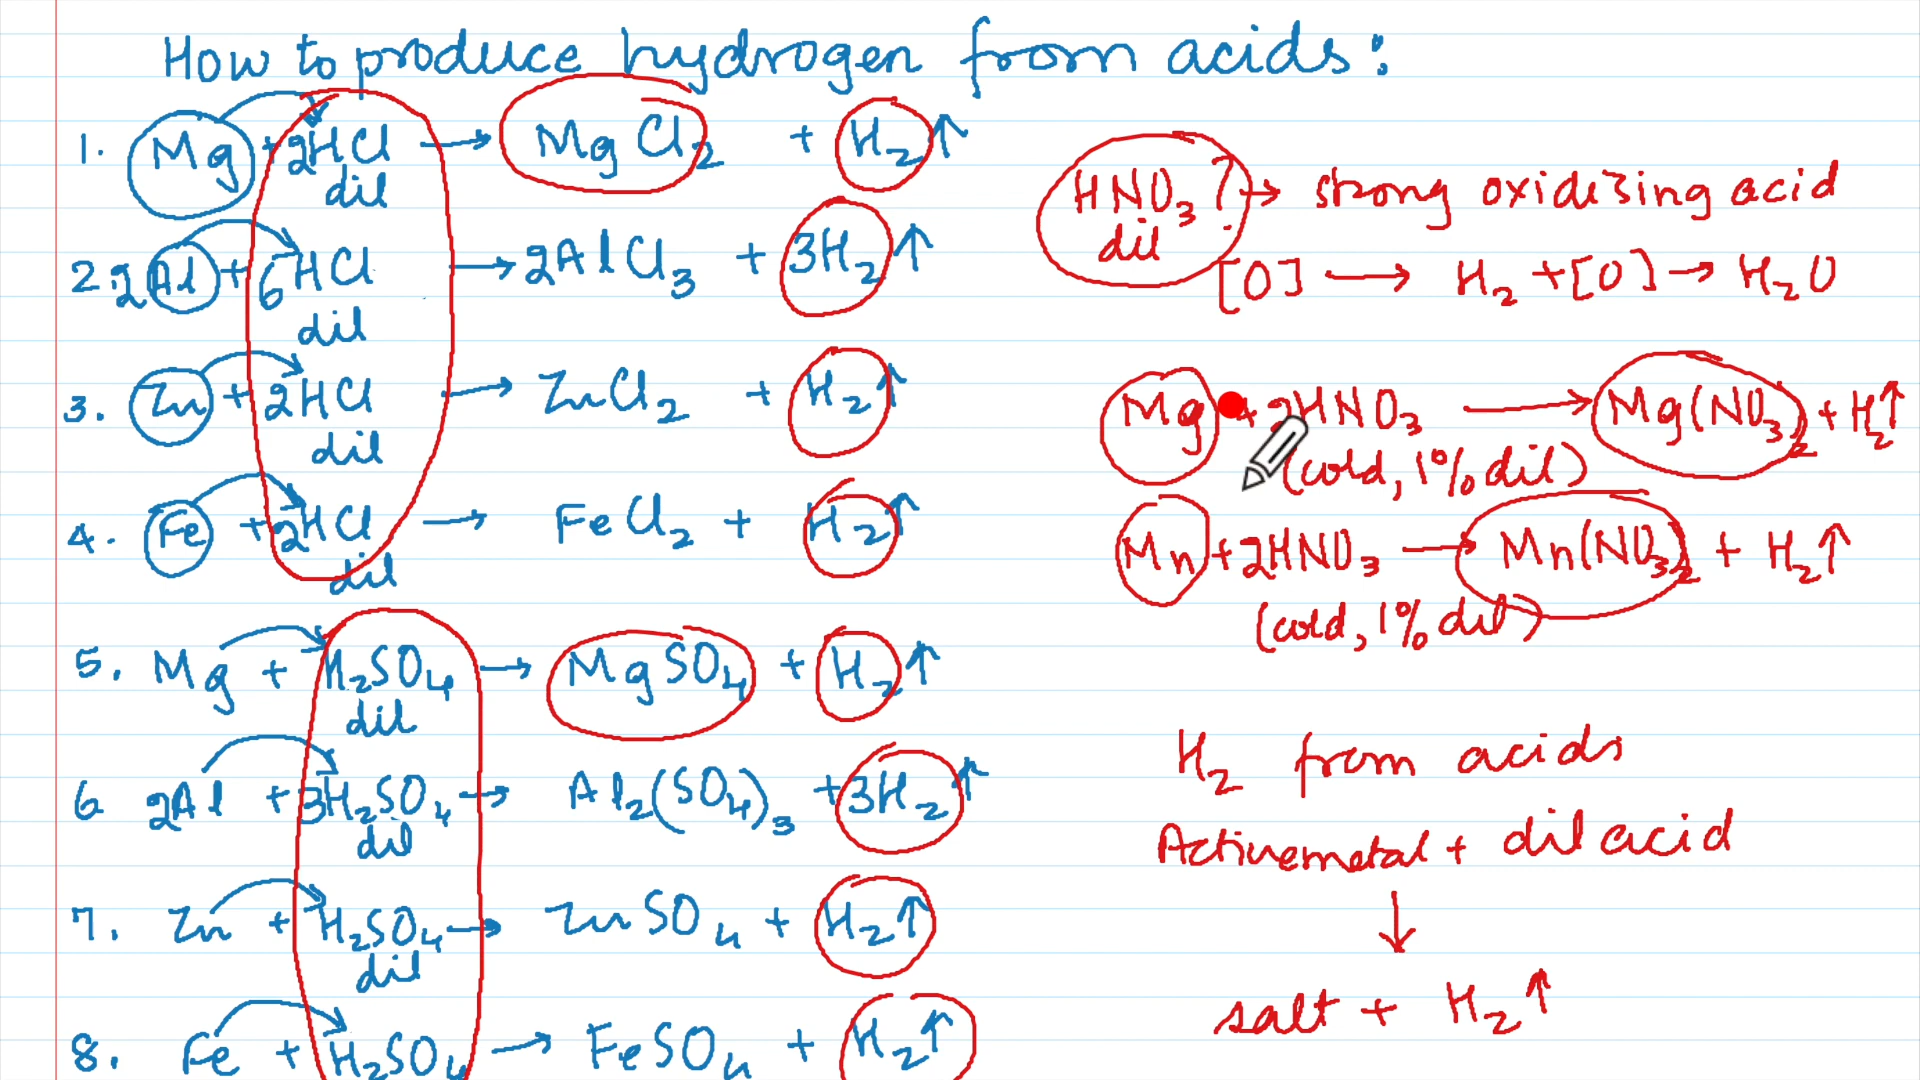 How to produce hydrogen from acids:
1. Mg + 2HCl → MgCl₂ + H₂↑
dil
2. 2Al + 6HCl → 2AlCl₃ + 3H₂↑
dil
3. Zn + 2HCl → ZnCl₂ + H₂↑
dil
4. Fe + 2HCl → FeCl₂ + H₂↑
dil
5. Mg + H₂SO₄ → MgSO₄ + H₂↑
dil
6 2Al + 3H₂SO₄ → Al₂(SO₄)₃ + 3H₂↑
dil
7. Zn + H₂SO₄ → ZnSO₄ + H₂↑
dil
8. Fe + H₂SO₄ → FeSO₄ + H₂↑
HNO₃ → strong oxidizing acid
dil
[O] → H₂ + [O] → H₂O
Mg + 2HNO₃ → Mg(NO₃)₂ + H₂↑
(cold, 1% dil)
Mn + 2HNO₃ → Mn(NO₃)₂ + H₂↑
(cold, 1% dil)
H₂ from acids
Active metal + dil acid
↓
salt + H₂↑